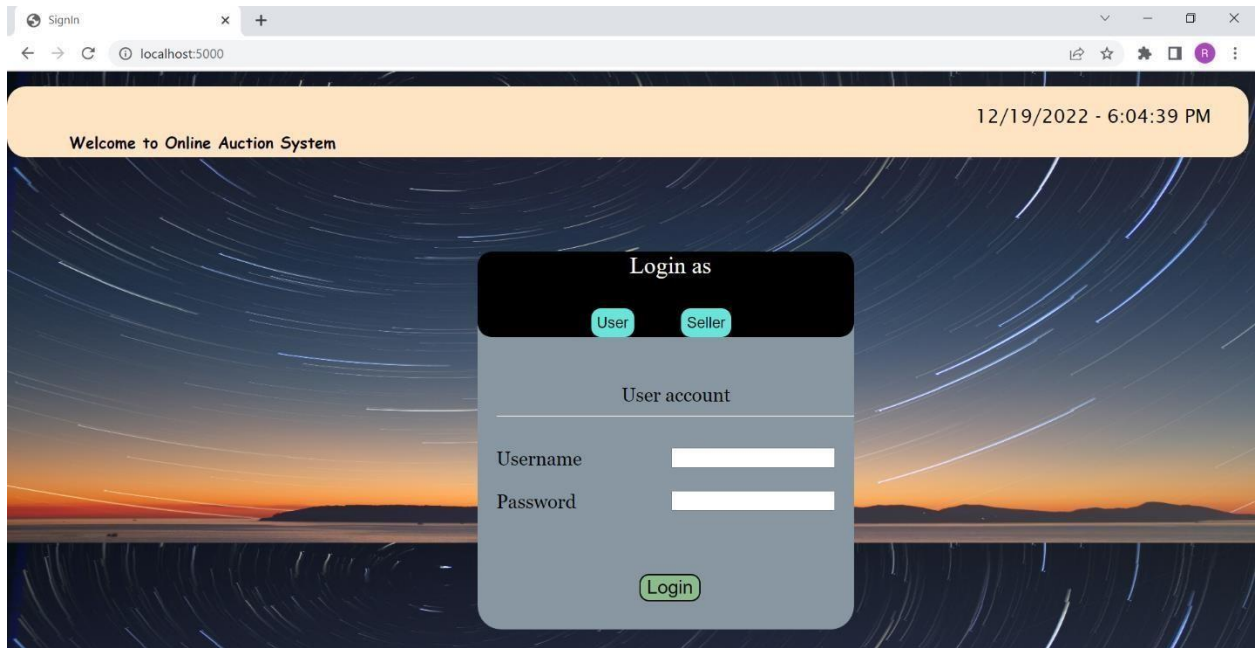 SignIn
localhost:5000
R
12/19/2022 - 6:04:39 PM
Welcome to Online Auction System
Login as
User Seller
User account
Username
Password
Login